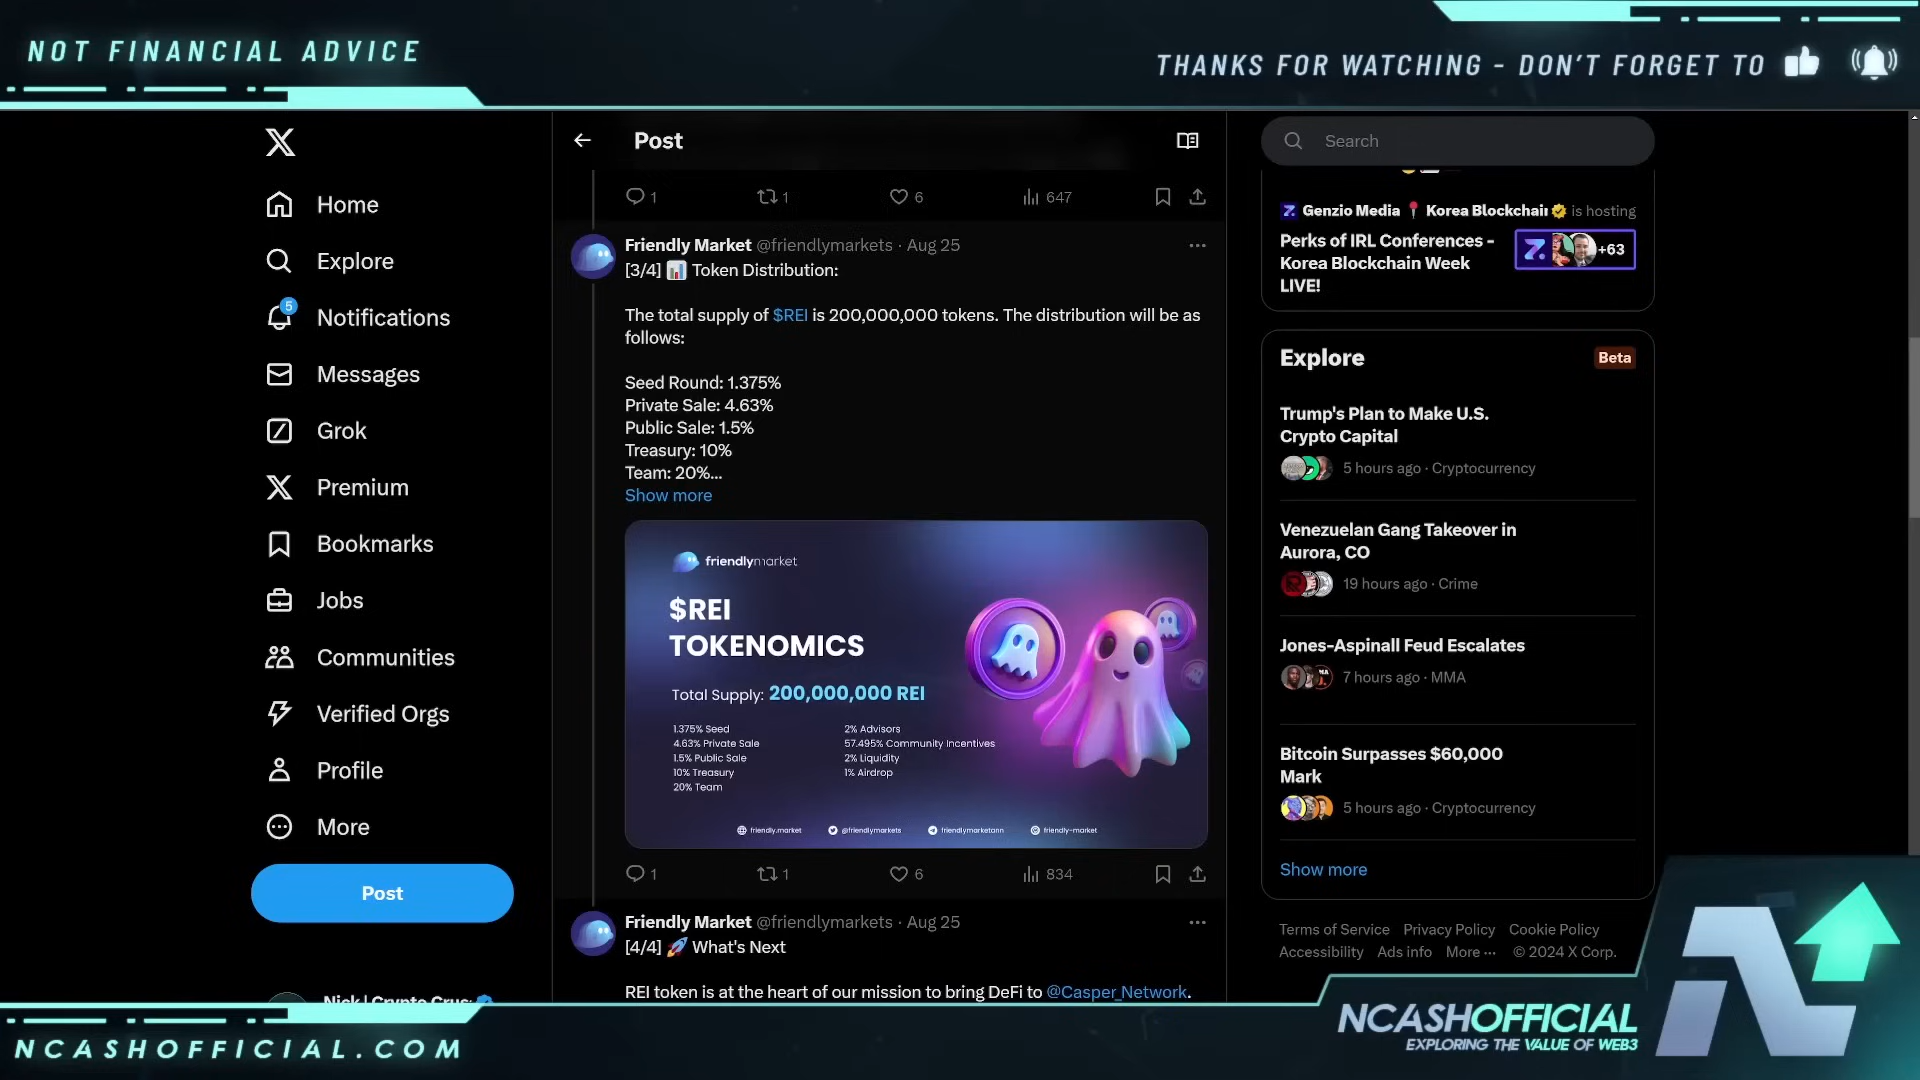 NOT FINANCIAL ADVICE
THANKS FOR WATCHING - DON'T FORGET TO
Home
Explore
5
Notifications
Messages
Grok
Premium
Bookmarks
Jobs
Communities
Verified Orgs
Profile
More
Post
Post
1 1 6 647
Friendly Market @friendlymarkets · Aug 25
[3/4] 📊 Token Distribution:
The total supply of $REI is 200,000,000 tokens. The distribution will be as
follows:
Seed Round: 1.375%
Private Sale: 4.63%
Public Sale: 1.5%
Treasury: 10%
Team: 20%...
Show more
friendlymarket
$REI
TOKENOMICS
Total Supply: 200,000,000 REI
1.375% Seed
4.63% Private Sale
1.5% Public Sale
10% Treasury
20% Team
2% Advisors
57.495% Community Incentives
2% Liquidity
1% Airdrop
friendly.market
@friendlymarkets
friendlymarketann
friendly-market
1 1 6 834
Friendly Market @friendlymarkets · Aug 25
[4/4] 🚀 What's Next
REI token is at the heart of our mission to bring DeFi to @Casper_Network.
Search
Genzio Media 📍 Korea Blockchain is hosting
Perks of IRL Conferences -
Korea Blockchain Week
LIVE!
+63
Explore
Beta
Trump's Plan to Make U.S.
Crypto Capital
5 hours ago · Cryptocurrency
Venezuelan Gang Takeover in
Aurora, CO
19 hours ago · Crime
Jones-Aspinall Feud Escalates
7 hours ago · MMA
Bitcoin Surpasses $60,000
Mark
5 hours ago · Cryptocurrency
Show more
Terms of Service Privacy Policy Cookie Policy
Accessibility Ads info More ··· © 2024 X Corp.
NCASHOFFICIAL.COM
NCASHOFFICIAL
EXPLORING THE VALUE OF WEB3